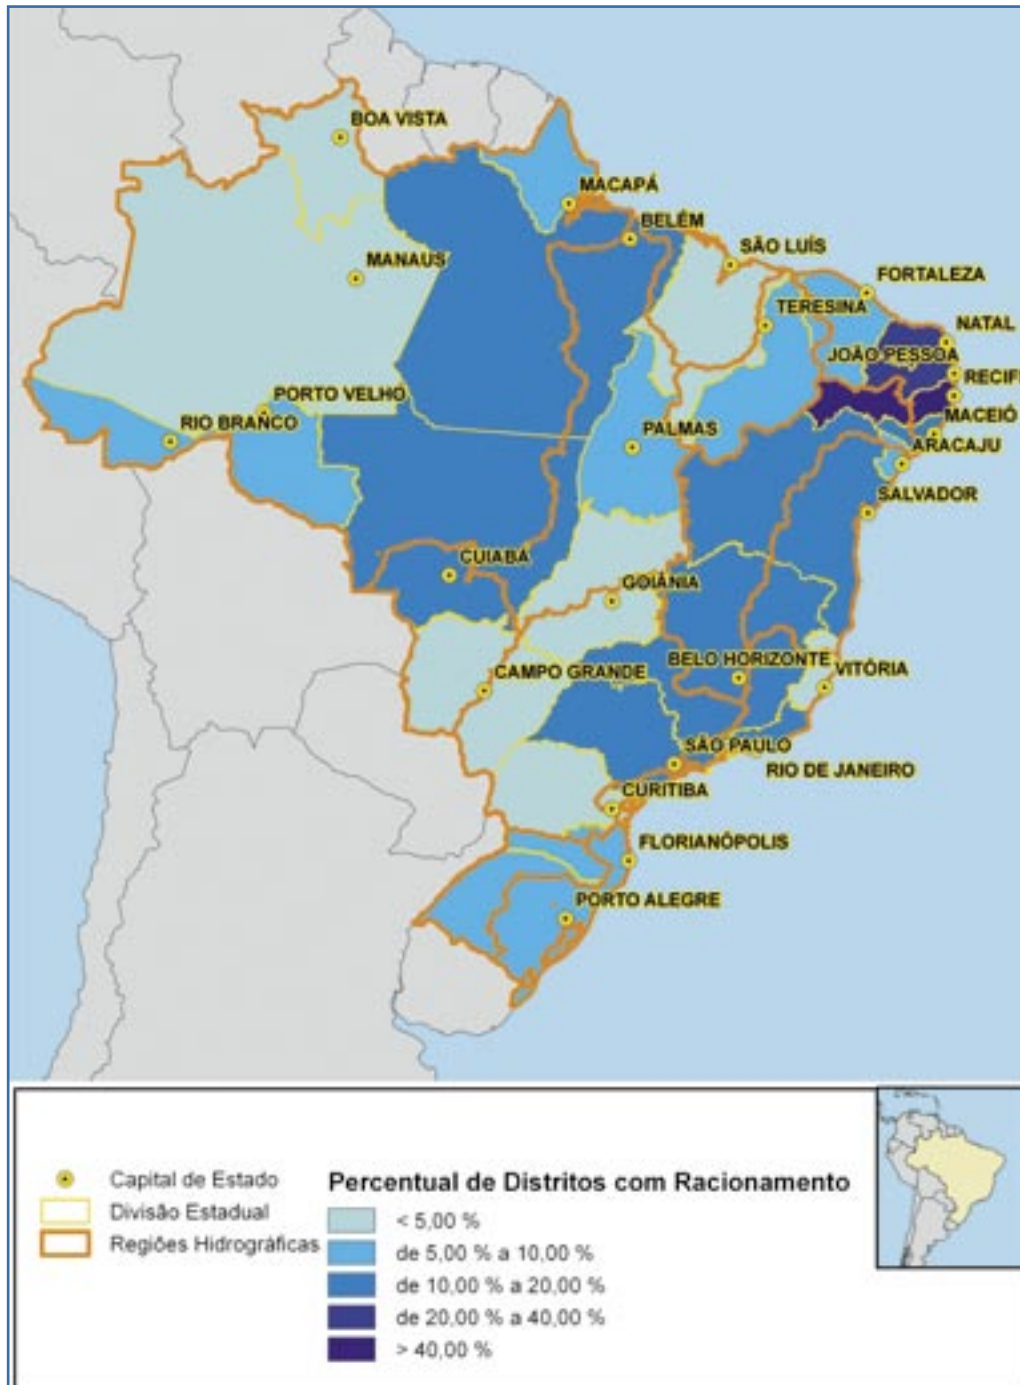 BOA VISTA
MACAPÁ
BELÉM
SÃO LUÍS
MANAUS
FORTALEZA
TERESINA
NATAL
JOÃO PESSOA
RECIFE
PORTO VELHO
MACEIÓ
RIO BRANCO
PALMAS
ARACAJU
SALVADOR
CUIABÁ
GOIÂNIA
BELO HORIZONTE
VITÓRIA
CAMPO GRANDE
SÃO PAULO
RIO DE JANEIRO
CURITIBA
FLORIANÓPOLIS
PORTO ALEGRE
Capital de Estado
Divisão Estadual
Regiões Hidrográficas
Percentual de Distritos com Racionamento
< 5,00 %
de 5,00 % a 10,00 %
de 10,00 % a 20,00 %
de 20,00 % a 40,00 %
> 40,00 %